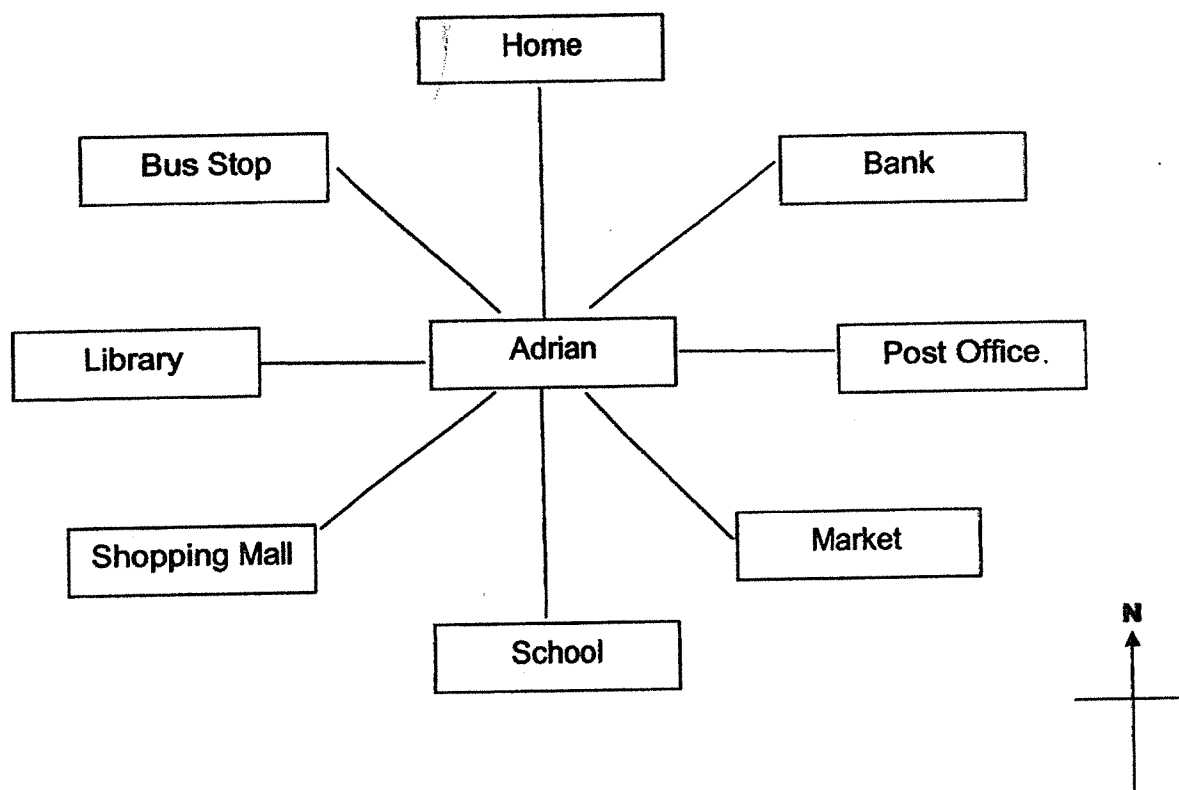 Home
Bus Stop
Bank
Library
Adrian
Post Office.
Shopping Mall
Market
School
N